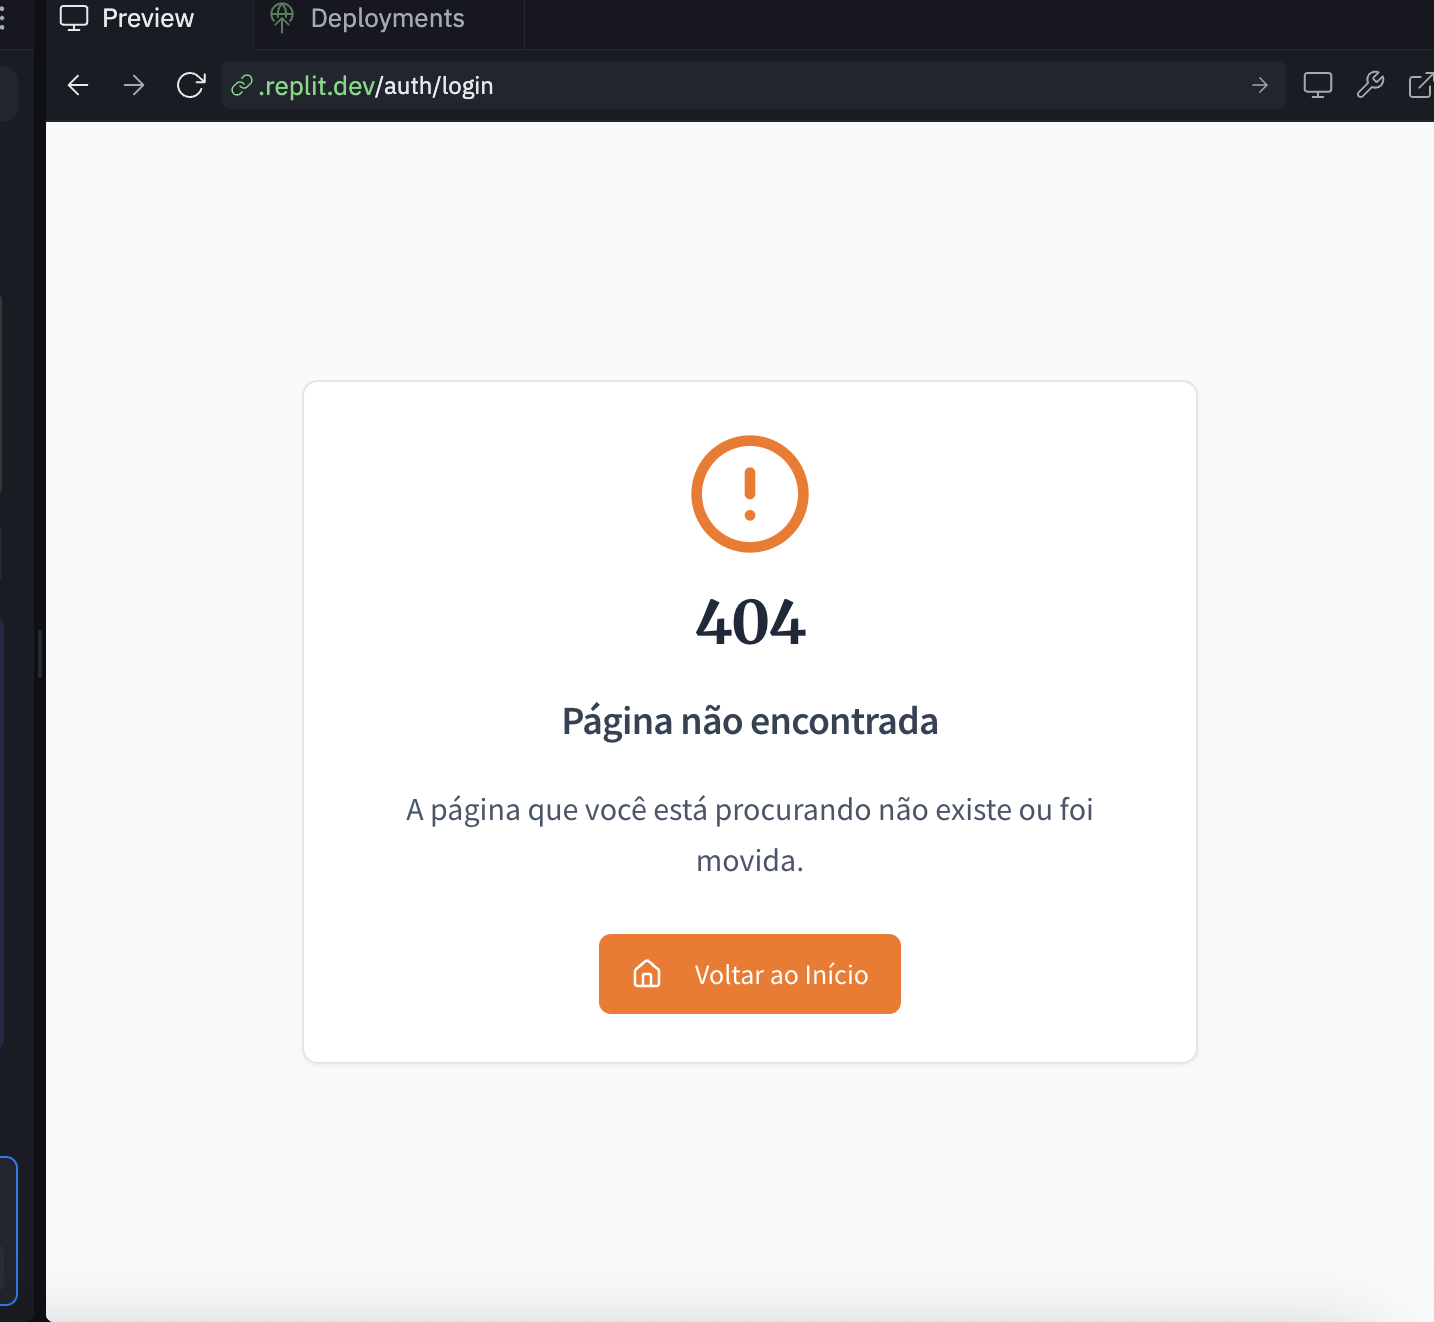 Preview
Deployments
.replit.dev/auth/login
404
Página não encontrada
A página que você está procurando não existe ou foi
movida.
Voltar ao Início